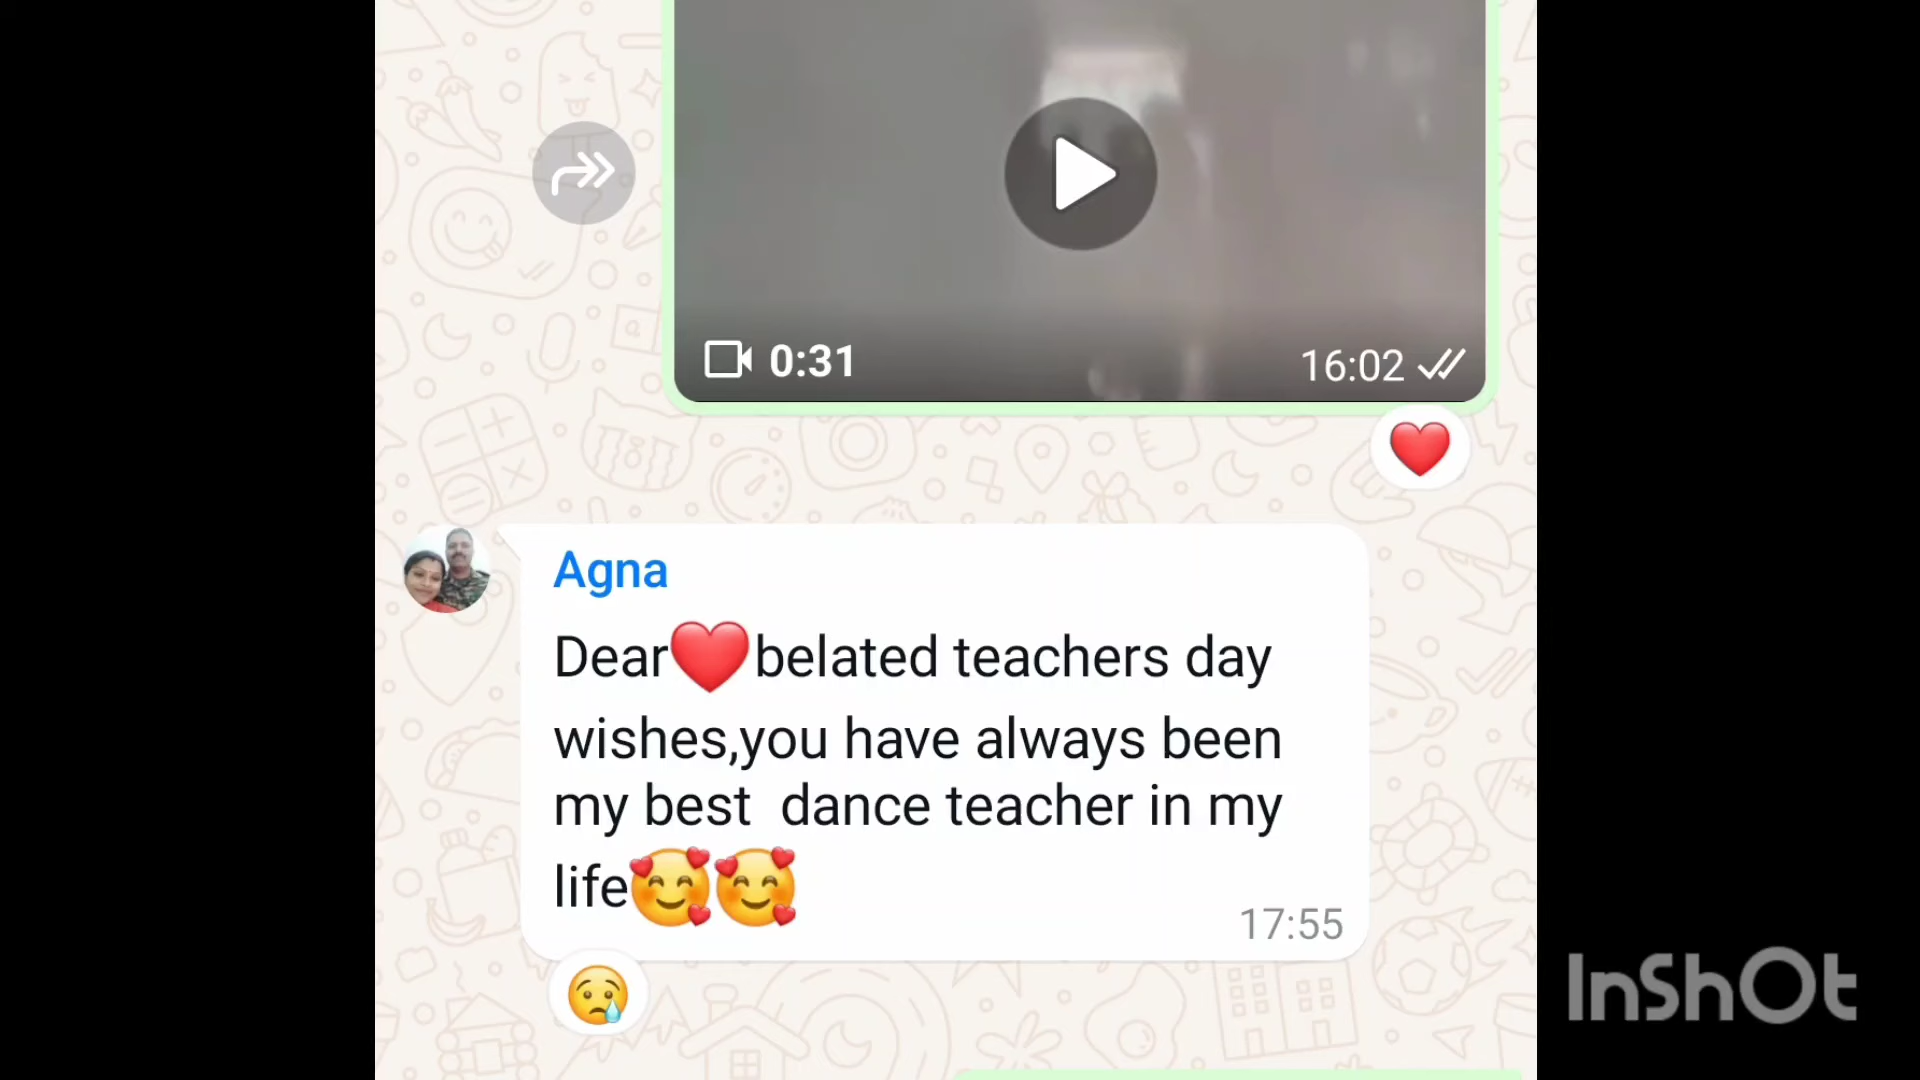 0:31
16:02
Agna
Dear❤️belated teachers day
wishes,you have always been
my best  dance teacher in my
life🥰🥰
17:55
InShOt